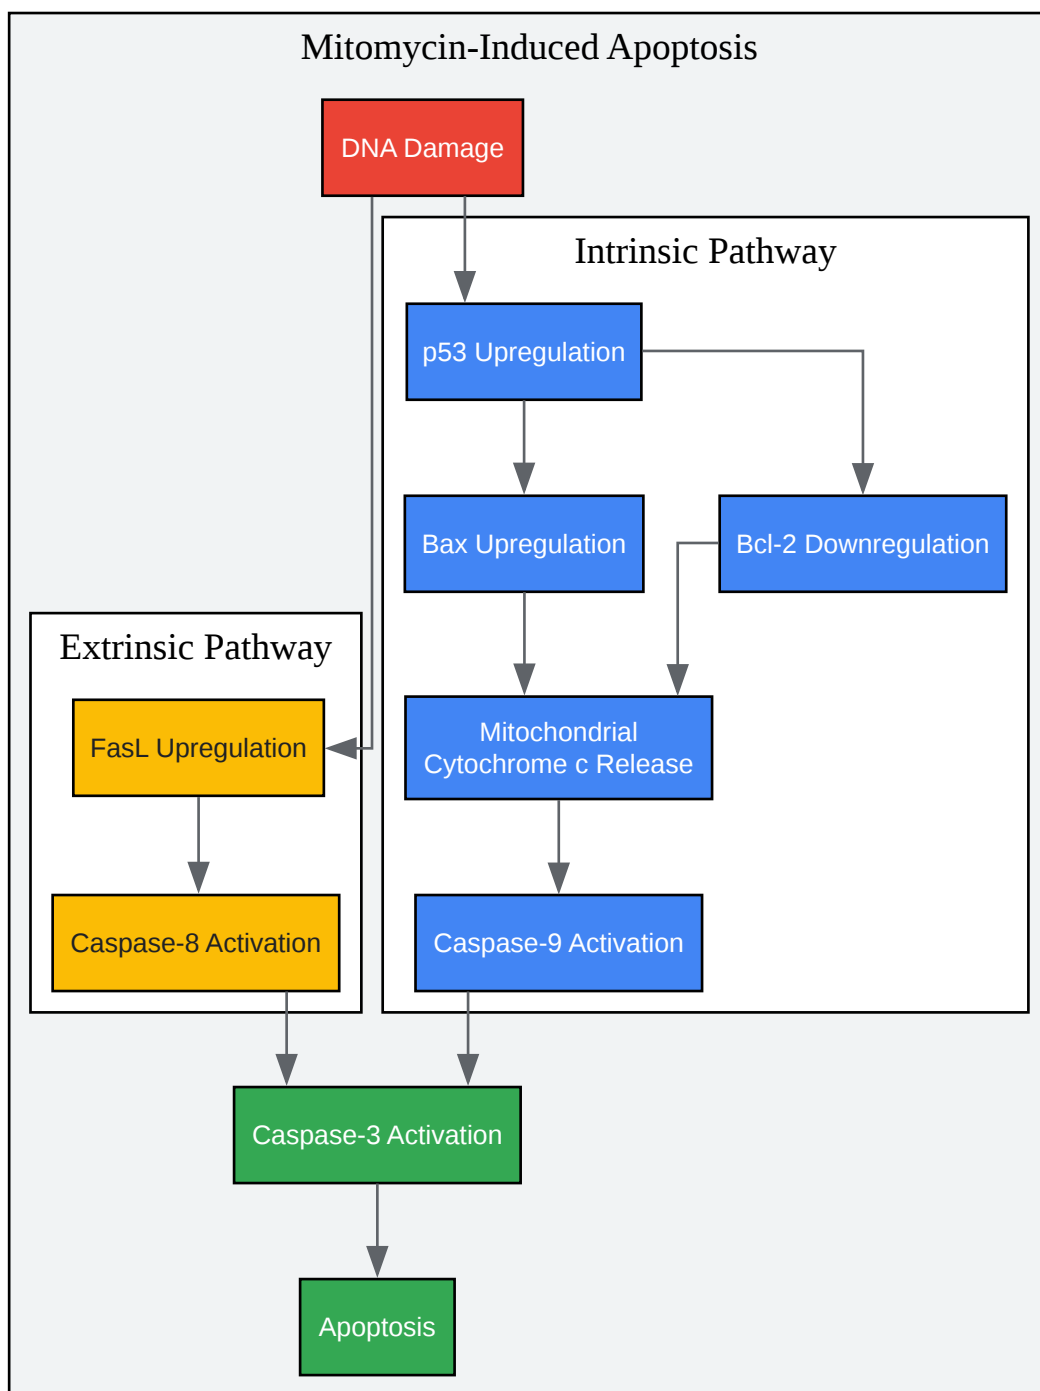 Mitomycin-Induced Apoptosis
DNA Damage
Intrinsic Pathway
p53 Upregulation
Bax Upregulation
Bcl-2 Downregulation
Extrinsic Pathway
FasL Upregulation
Mitochondrial
Cytochrome c Release
Caspase-8 Activation
Caspase-9 Activation
Caspase-3 Activation
Apoptosis